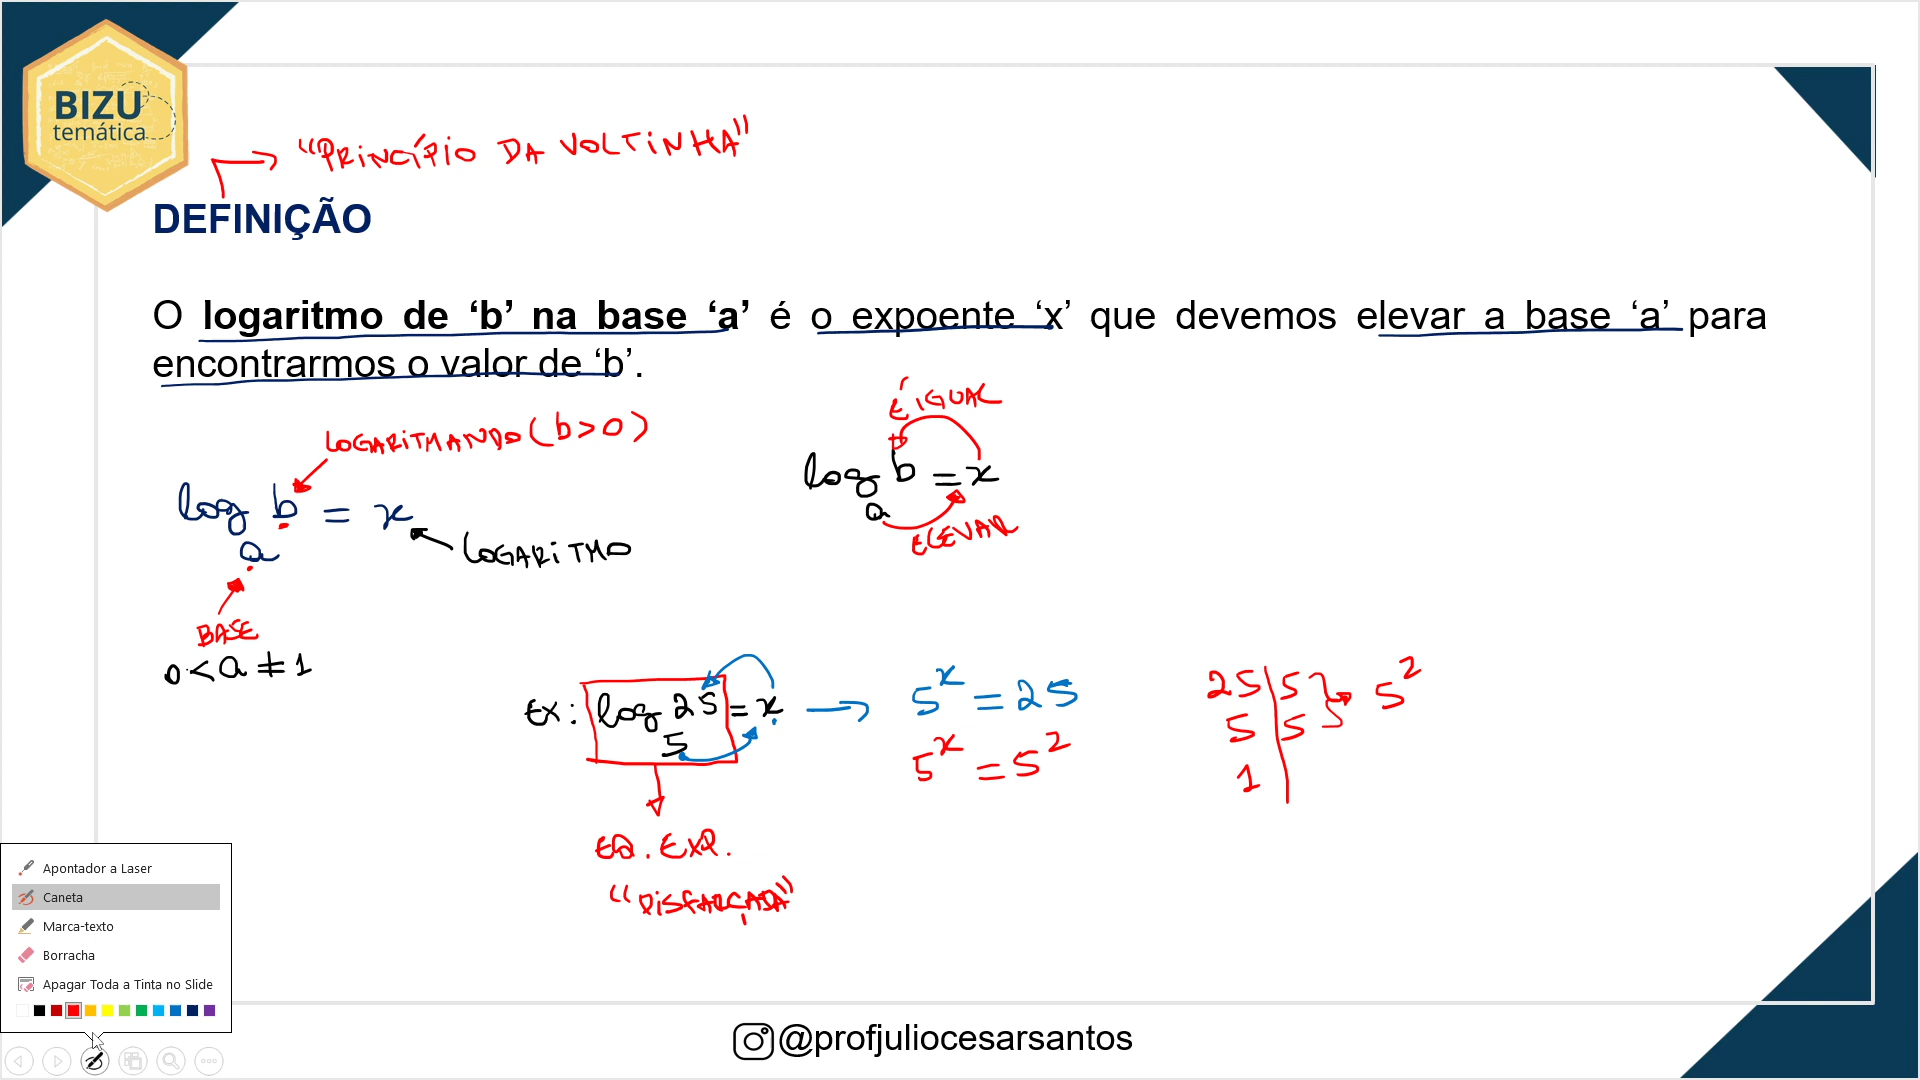 BIZU
temática
"PRINCÍPIO DA VOLTINHA"
DEFINIÇÃO
O logaritmo de ‘b’ na base ‘a’ é o expoente ‘x’ que devemos elevar a base ‘a’ para
encontrarmos o valor de ‘b’.
LOGARITMANDO (b>0)
log b = x
a
LOGARITMO
BASE
0 < a ≠ 1
É IGUAL
log b = x
a
ELEVAR
EX: log 25 = x
5
5^x = 25
5^x = 5^2
25 | 5
5 | 5
1
5^2
EQ. EXP.
"DISFARÇADA"
Apontador a Laser
Caneta
Marca-texto
Borracha
Apagar Toda a Tinta no Slide
@profjuliocesarsantos